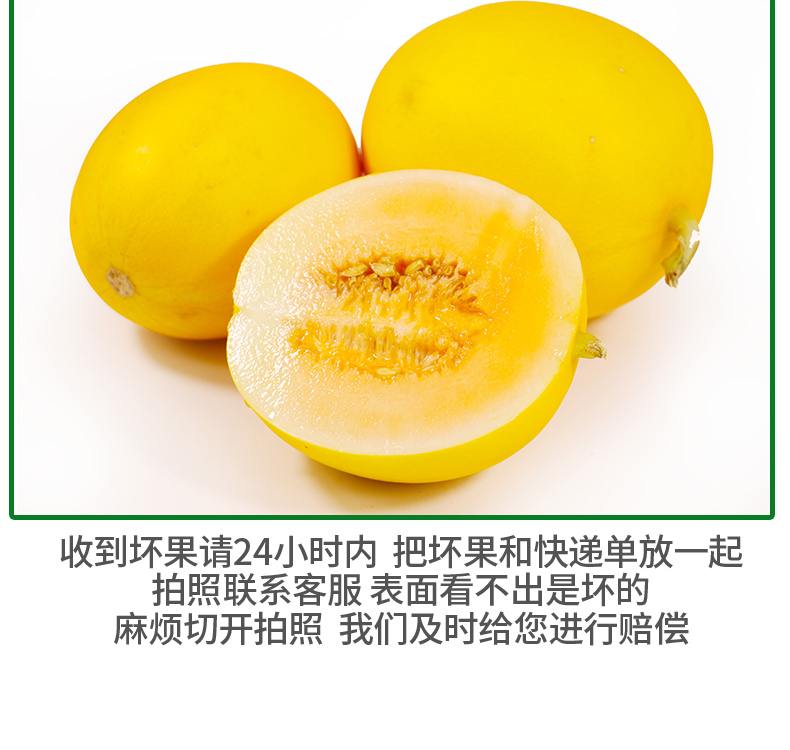 收到坏果请24小时内 把坏果和快递单放一起
拍照联系客服 表面看不出是坏的
麻烦切开拍照 我们及时给您进行赔偿